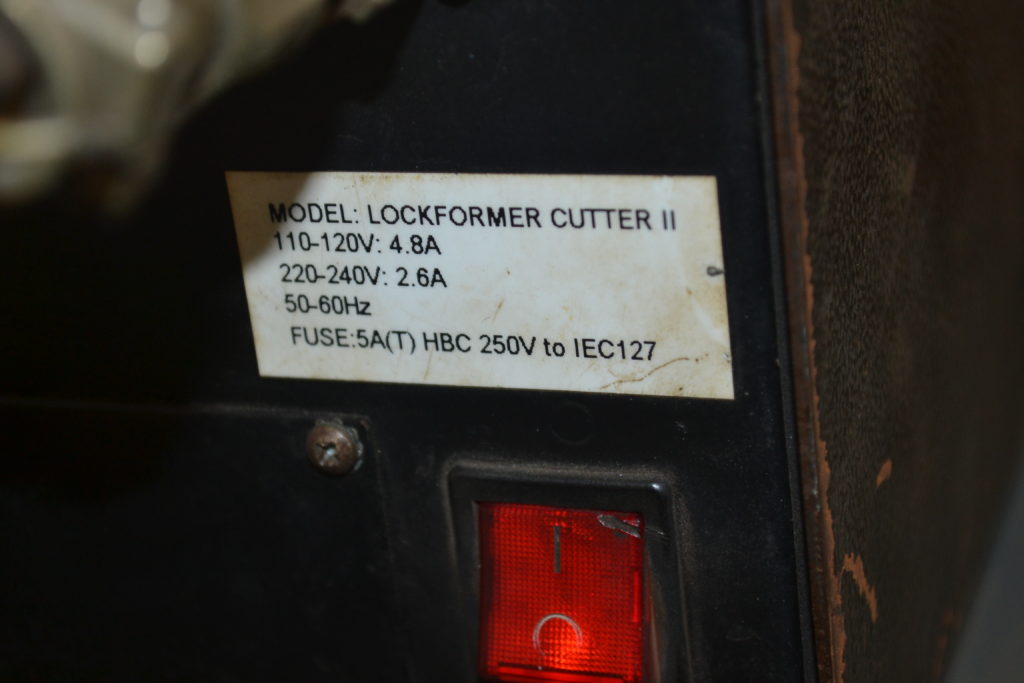 MODEL: LOCKFORMER CUTTER II
110-120V: 4.8A
220-240V: 2.6A
50-60Hz
FUSE:5A(T) HBC 250V to IEC127